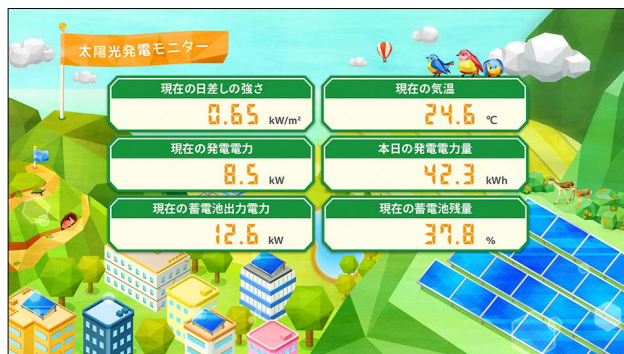 太陽光発電モニター
現在の日差しの強さ
0.65 kW/m²
現在の気温
24.6 ℃
現在の発電電力
8.5 kW
本日の発電電力量
42.3 kWh
現在の蓄電池出力電力
12.6 kW
現在の蓄電池残量
37.8 %